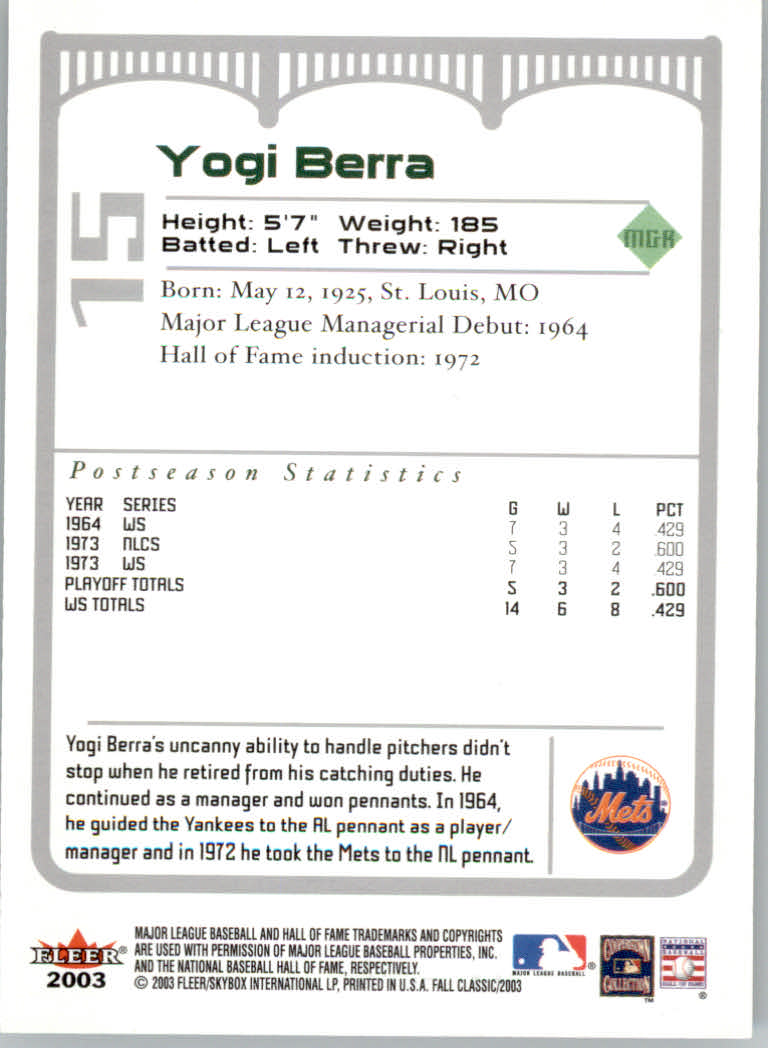 Yogi Berra
15
Height: 5'7" Weight: 185
Batted: Left Threw: Right
MGR
Born: May 12, 1925, St. Louis, MO
Major League Managerial Debut: 1964
Hall of Fame induction: 1972
Postseason Statistics
YEAR SERIES G W L PCT
1964 WS 7 3 4 .429
1973 NLCS 5 3 2 .600
1973 WS 7 3 4 .429
PLAYOFF TOTALS 5 3 2 .600
WS TOTALS 14 6 8 .429
Yogi Berra's uncanny ability to handle pitchers didn't
stop when he retired from his catching duties. He
continued as a manager and won pennants. In 1964,
he guided the Yankees to the AL pennant as a player/
manager and in 1972 he took the Mets to the NL pennant.
Mets
FLEER®
2003
MAJOR LEAGUE BASEBALL AND HALL OF FAME TRADEMARKS AND COPYRIGHTS
ARE USED WITH PERMISSION OF MAJOR LEAGUE BASEBALL PROPERTIES, INC.
AND THE NATIONAL BASEBALL HALL OF FAME, RESPECTIVELY.
© 2003 FLEER/SKYBOX INTERNATIONAL LP, PRINTED IN U.S.A. FALL CLASSIC/2003
MAJOR LEAGUE BASEBALL ®
COOPERSTOWN
COLLECTION
TM
NATIONAL
BASEBALL
HALL OF FAME
®